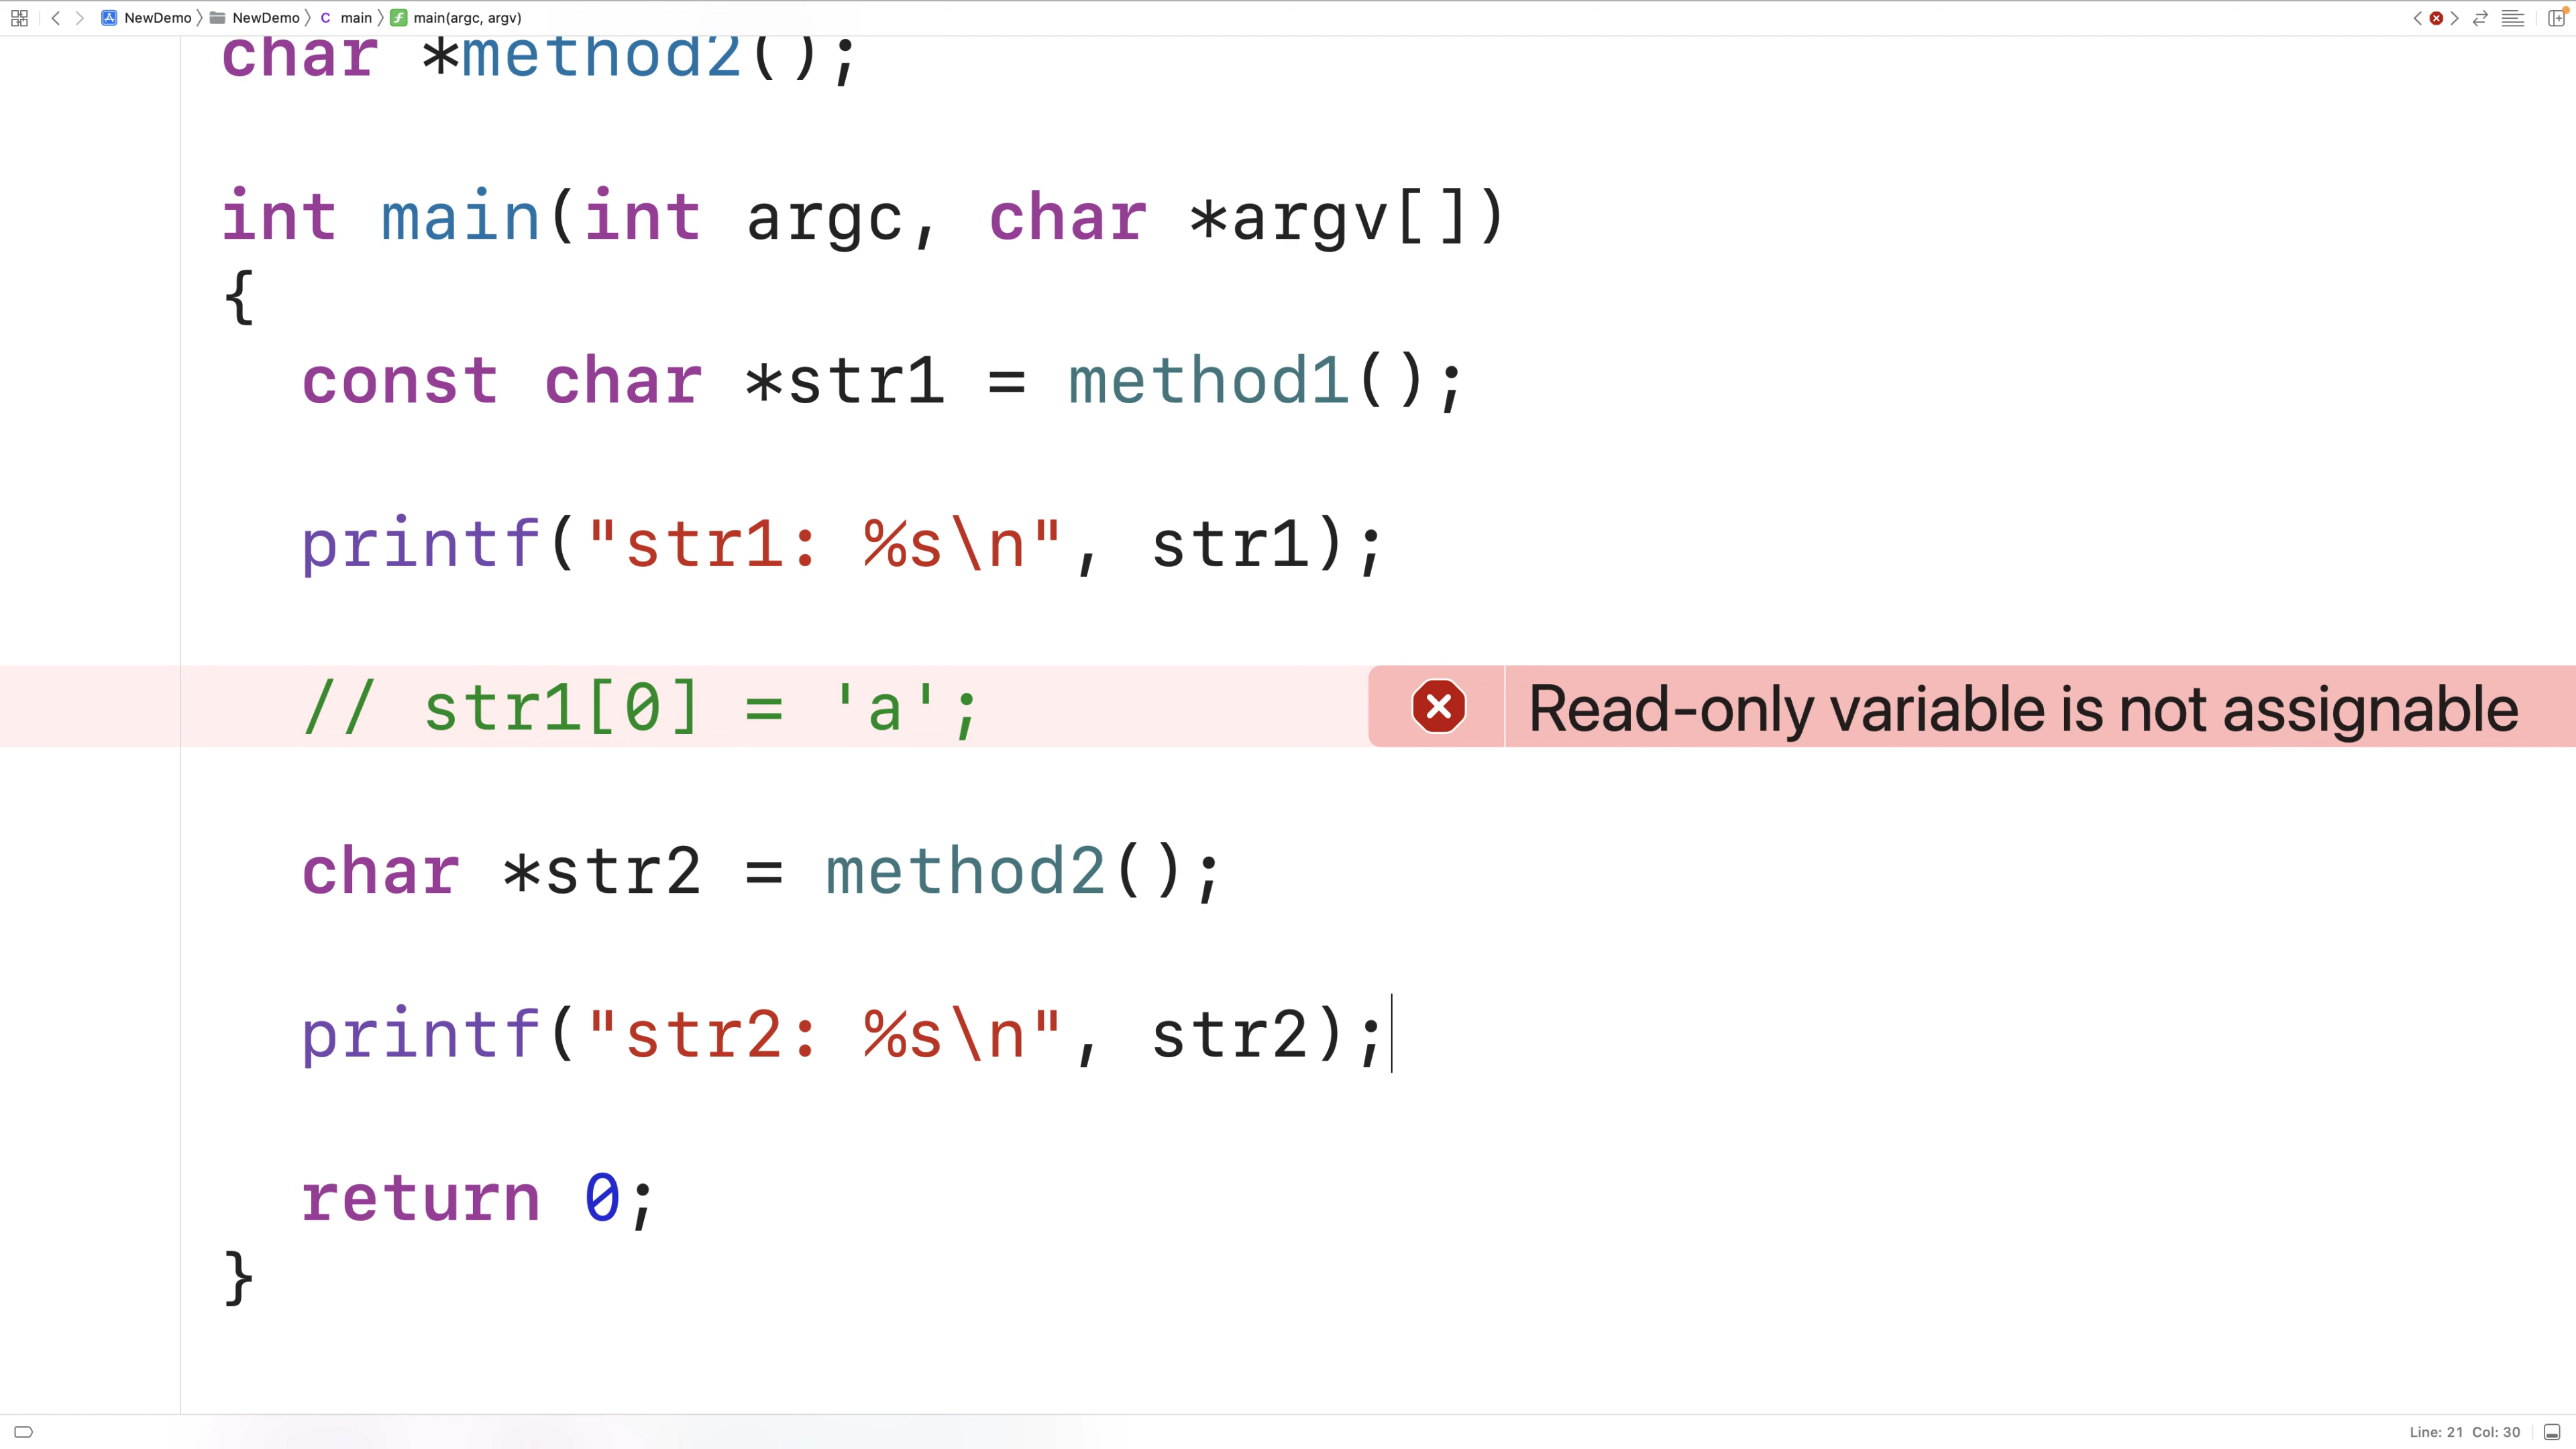 NewDemo NewDemo C main f main(argc, argv)
char *method2();
int main(int argc, char *argv[])
{
const char *str1 = method1();
printf("str1: %s\n", str1);
// str1[0] = 'a';
Read-only variable is not assignable
char *str2 = method2();
printf("str2: %s\n", str2);
return 0;
}
Line: 21 Col: 30